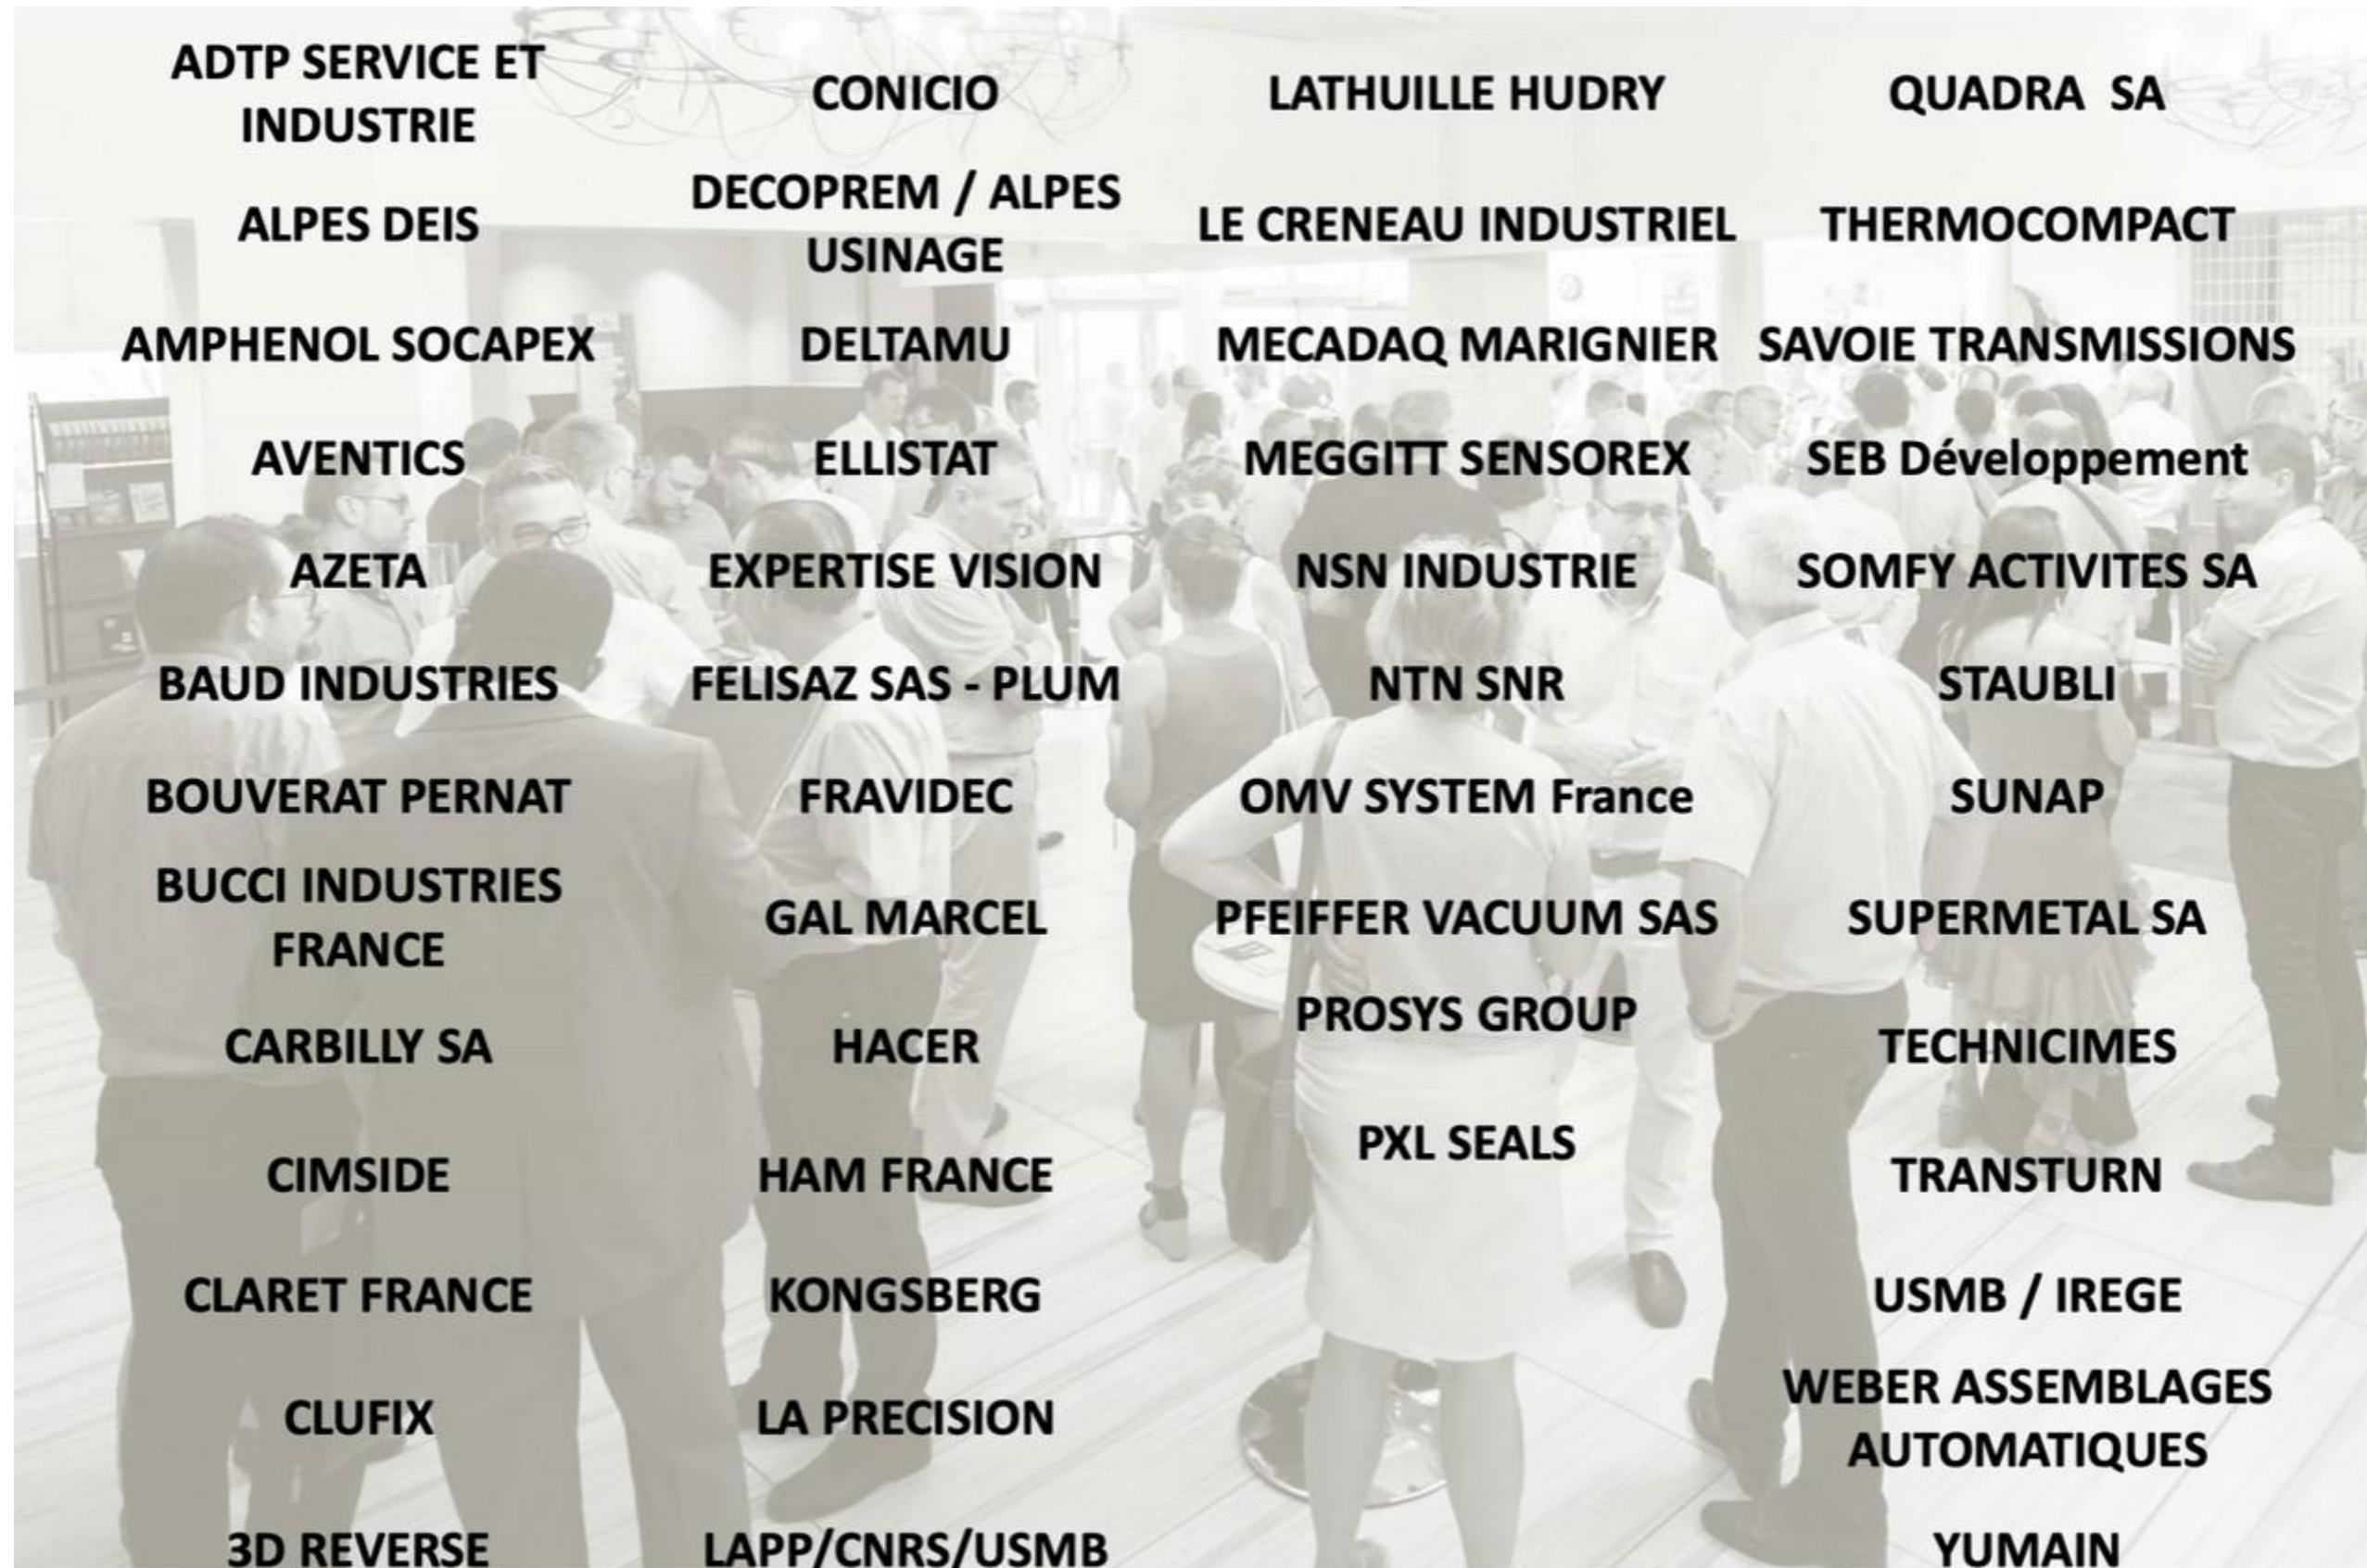 ADTP SERVICE ET
INDUSTRIE
ALPES DEIS
AMPHENOL SOCAPEX
AVENTICS
AZETA
BAUD INDUSTRIES
BOUVERAT PERNAT
BUCCI INDUSTRIES
FRANCE
CARBILLY SA
CIMSIDE
CLARET FRANCE
CLUFIX
3D REVERSE
CONICIO
DECOPREM / ALPES
USINAGE
DELTAMU
ELLISTAT
EXPERTISE VISION
FELISAZ SAS - PLUM
FRAVIDEC
GAL MARCEL
HACER
HAM FRANCE
KONGSBERG
LA PRECISION
LAPP/CNRS/USMB
LATHUILLE HUDRY
LE CRENEAU INDUSTRIEL
MECADAQ MARIGNIER
MEGGITT SENSOREX
NSN INDUSTRIE
NTN SNR
OMV SYSTEM France
PFEIFFER VACUUM SAS
PROSYS GROUP
PXL SEALS
QUADRA SA
THERMOCOMPACT
SAVOIE TRANSMISSIONS
SEB Développement
SOMFY ACTIVITES SA
STAUBLI
SUNAP
SUPERMETAL SA
TECHNICIMES
TRANSTURN
USMB / IREGE
WEBER ASSEMBLAGES
AUTOMATIQUES
YUMAIN